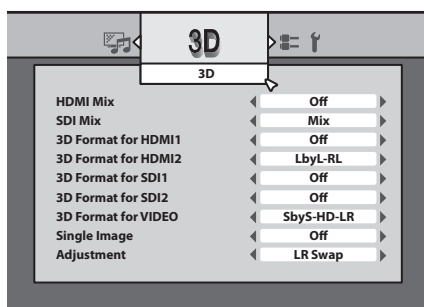 3D
3D
HDMI Mix Off
SDI Mix Mix
3D Format for HDMI1 Off
3D Format for HDMI2 LbyL-RL
3D Format for SDI1 Off
3D Format for SDI2 Off
3D Format for VIDEO SbyS-HD-LR
Single Image Off
Adjustment LR Swap